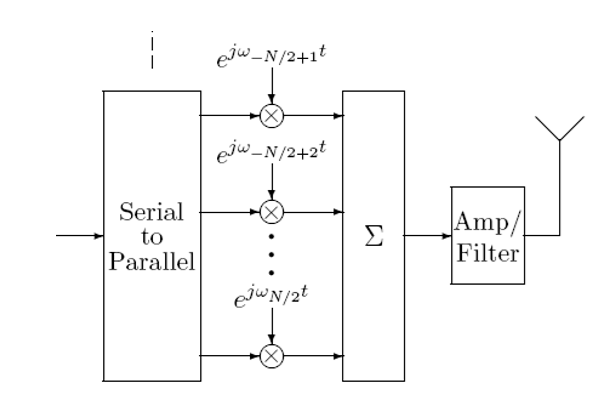 e^{jω_{-N/2+1}t}
e^{jω_{-N/2+2}t}
Serial
to
Parallel
e^{jω_{N/2}t}
Σ
Amp/
Filter